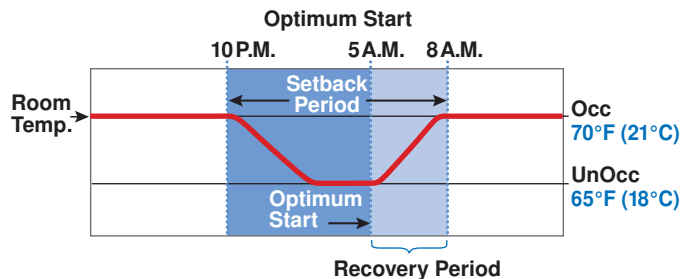 Optimum Start
10 P.M. 5 A.M. 8 A.M.
Setback
Period
Room
Temp.
Occ
70°F (21°C)
UnOcc
65°F (18°C)
Optimum
Start
Recovery Period